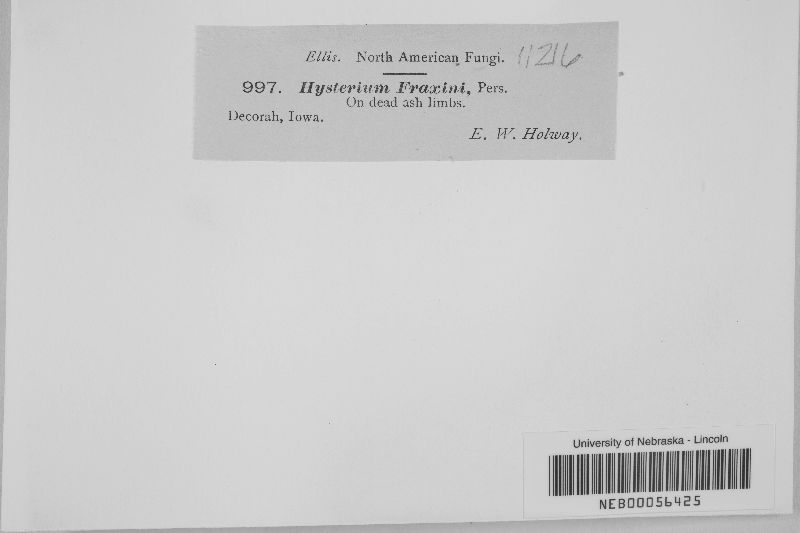 Ellis. North American Fungi. 11216
997. Hysterium Fraxini, Pers.
On dead ash limbs.
Decorah, Iowa.
E. W. Holway.
University of Nebraska - Lincoln
NEB00056425